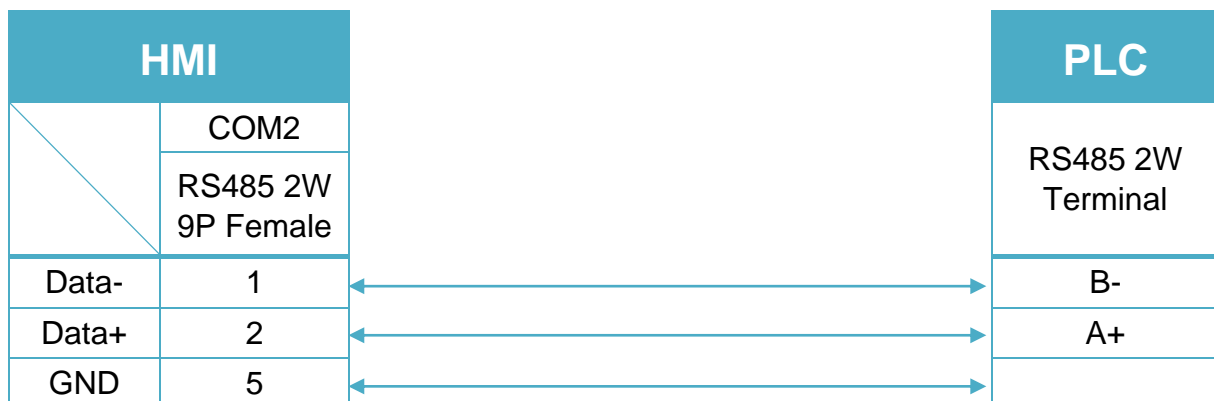 HMI
PLC
COM2
RS485 2W
9P Female
RS485 2W
Terminal
Data- 1 B-
Data+ 2 A+
GND 5